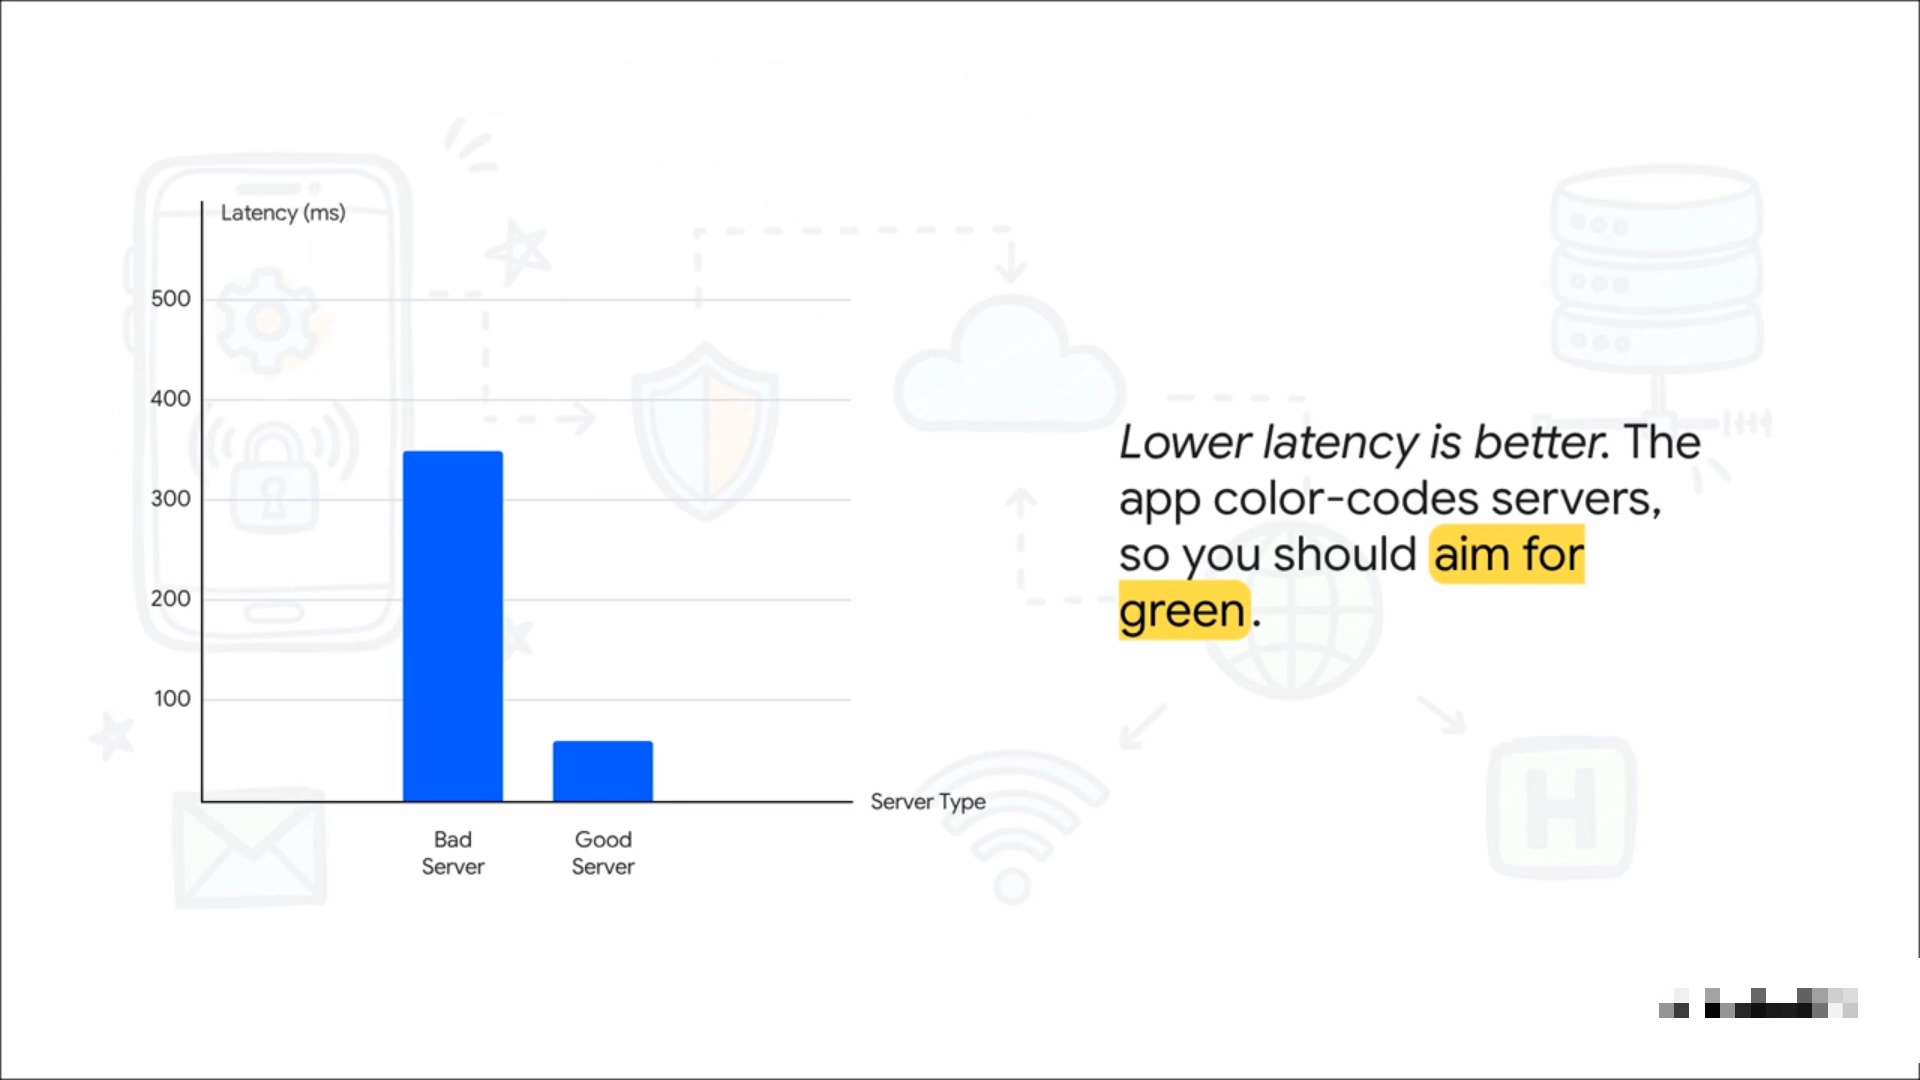 Latency (ms)
500
400
300
200
100
Server Type
Bad
Server
Good
Server
Lower latency is better. The
app color-codes servers,
so you should aim for
green.
H